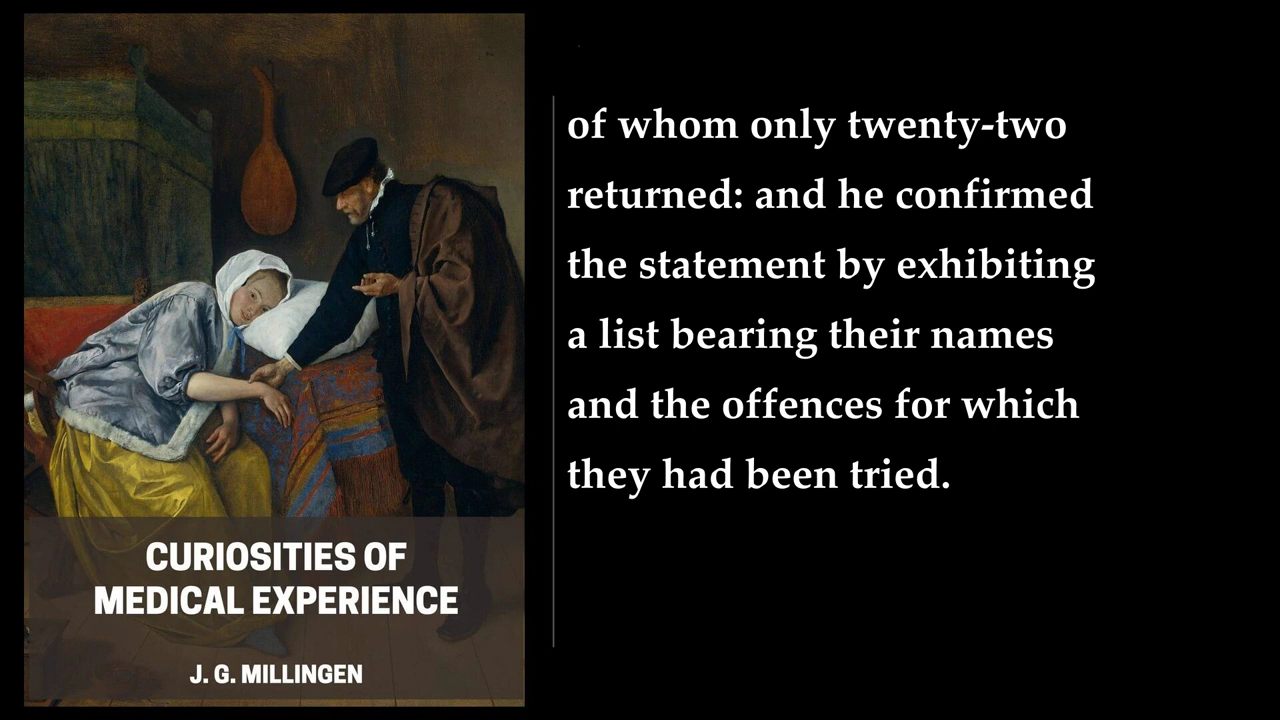 CURIOSITIES OF
MEDICAL EXPERIENCE
J. G. MILLINGEN
of whom only twenty-two
returned: and he confirmed
the statement by exhibiting
a list bearing their names
and the offences for which
they had been tried.